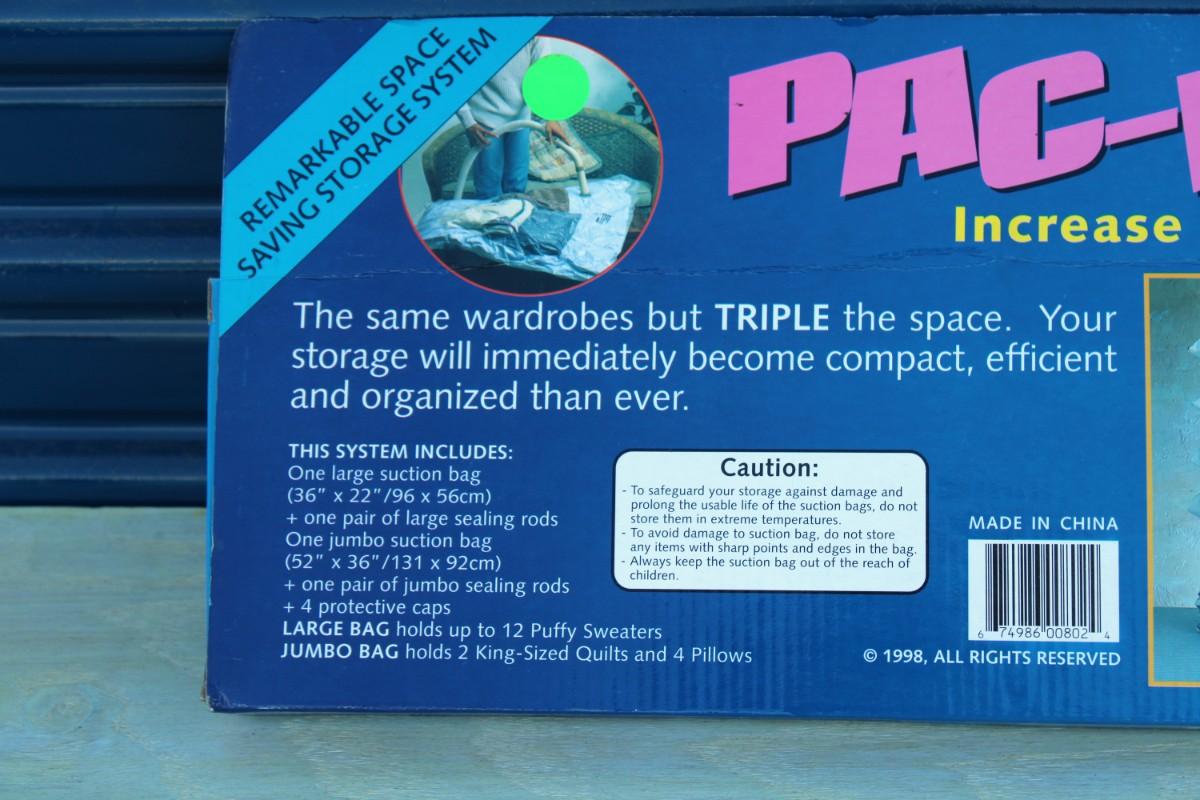 REMARKABLE SPACE
SAVING STORAGE SYSTEM
PAC-
Increase
The same wardrobes but TRIPLE the space. Your
storage will immediately become compact, efficient
and organized than ever.
THIS SYSTEM INCLUDES:
One large suction bag
(36” x 22”/96 x 56cm)
+ one pair of large sealing rods
One jumbo suction bag
(52” x 36”/131 x 92cm)
+ one pair of jumbo sealing rods
+ 4 protective caps
LARGE BAG holds up to 12 Puffy Sweaters
JUMBO BAG holds 2 King-Sized Quilts and 4 Pillows
Caution:
- To safeguard your storage against damage and
prolong the usable life of the suction bags, do not
store them in extreme temperatures.
- To avoid damage to suction bag, do not store
any items with sharp points and edges in the bag.
- Always keep the suction bag out of the reach of
children.
MADE IN CHINA
6 74986 00802 4
© 1998, ALL RIGHTS RESERVED